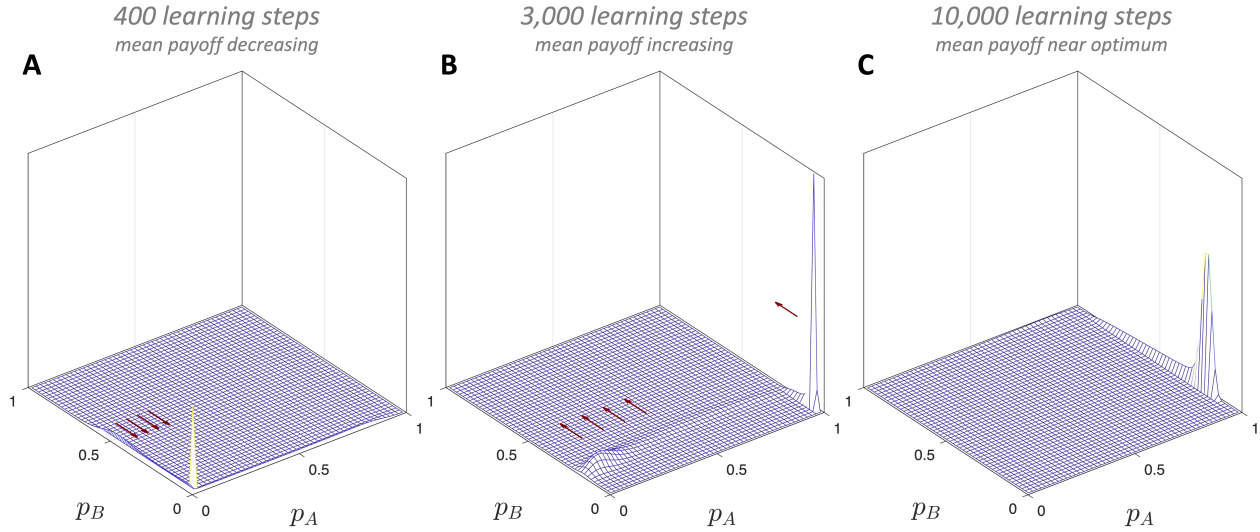 400 learning steps
mean payoff decreasing
3,000 learning steps
mean payoff increasing
10,000 learning steps
mean payoff near optimum
A
B
C
1
0.5
0
0
0.5
1
p_B
p_A
1
0.5
0
0
0.5
1
p_B
p_A
1
0.5
0
0
0.5
1
p_B
p_A